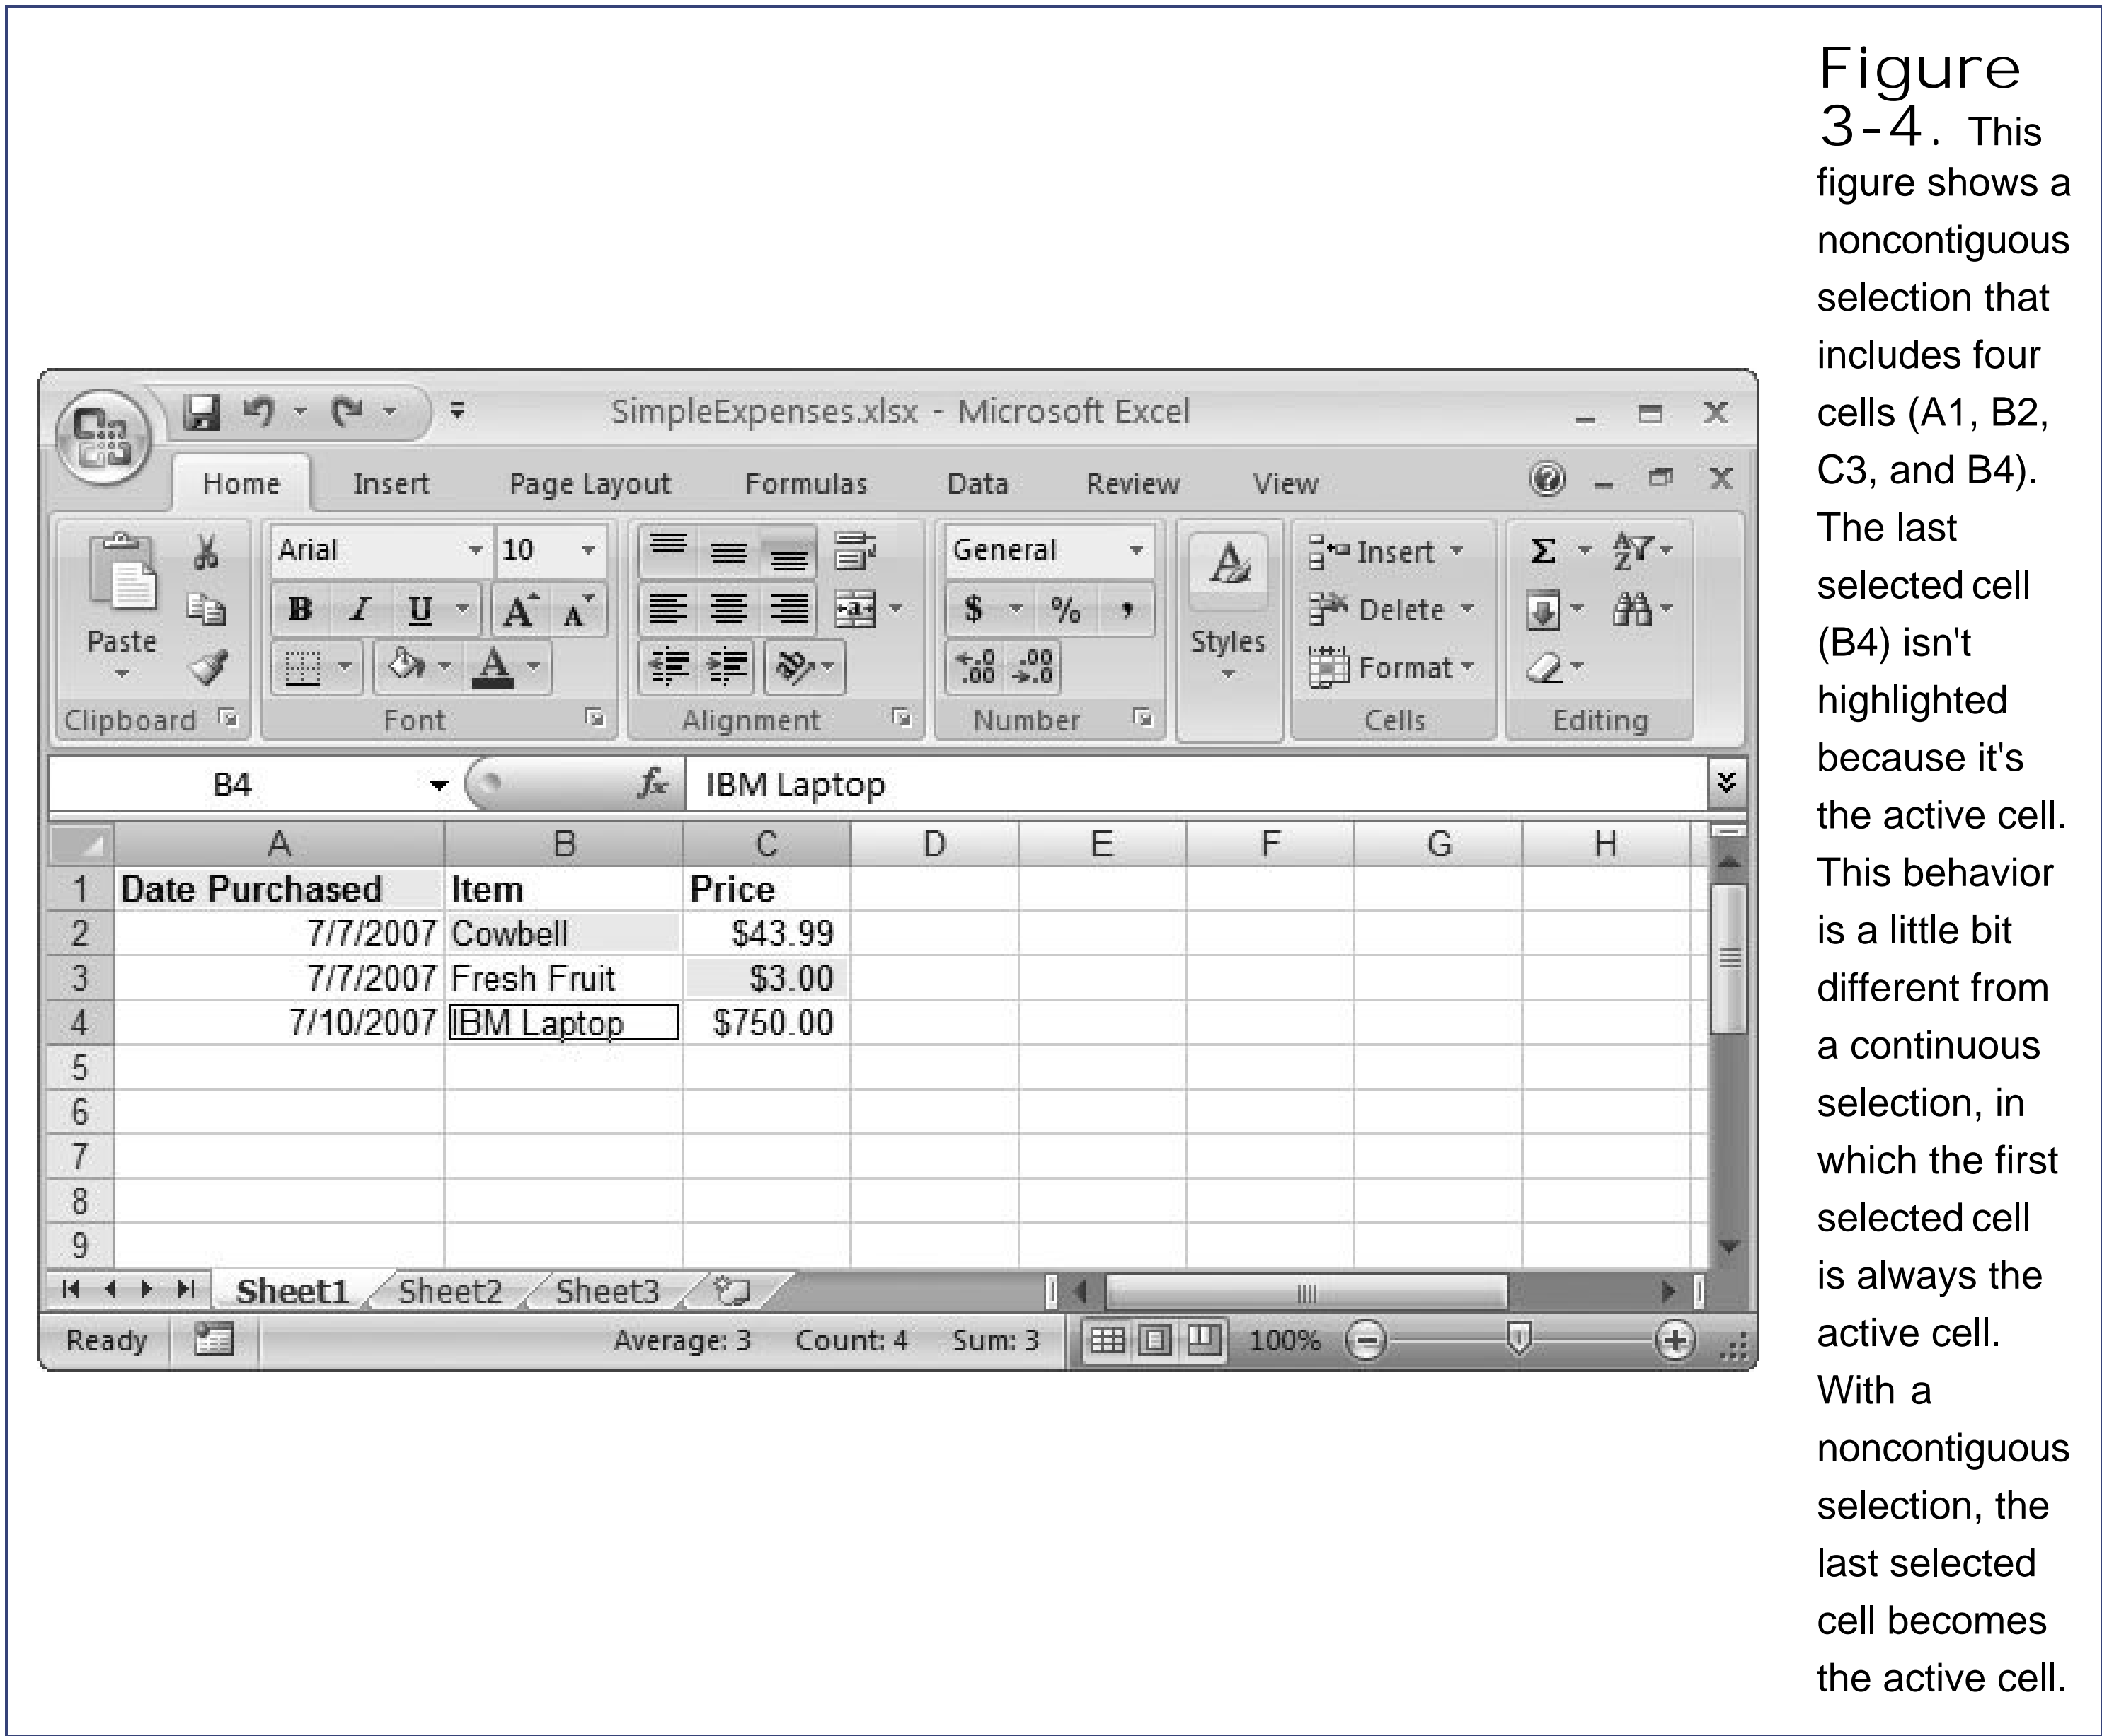 SimpleExpenses.xlsx - Microsoft Excel
Home Insert Page Layout Formulas Data Review View
Paste
Clipboard
Arial 10
B I U A A
A
Font
Alignment
General
$ % ,
.0 .00
.00 .0
Number
A
Styles
Insert
Delete
Format
Cells
Σ AZ
Editing
B4 fx IBM Laptop
A B C D E F G H
1 Date Purchased Item Price
2 7/7/2007 Cowbell $43.99
3 7/7/2007 Fresh Fruit $3.00
4 7/10/2007 IBM Laptop $750.00
5
6
7
8
9
Sheet1 Sheet2 Sheet3
Ready Average: 3 Count: 4 Sum: 3 100%
Figure
3-4. This
figure shows a
noncontiguous
selection that
includes four
cells (A1, B2,
C3, and B4).
The last
selected cell
(B4) isn't
highlighted
because it's
the active cell.
This behavior
is a little bit
different from
a continuous
selection, in
which the first
selected cell
is always the
active cell.
With a
noncontiguous
selection, the
last selected
cell becomes
the active cell.